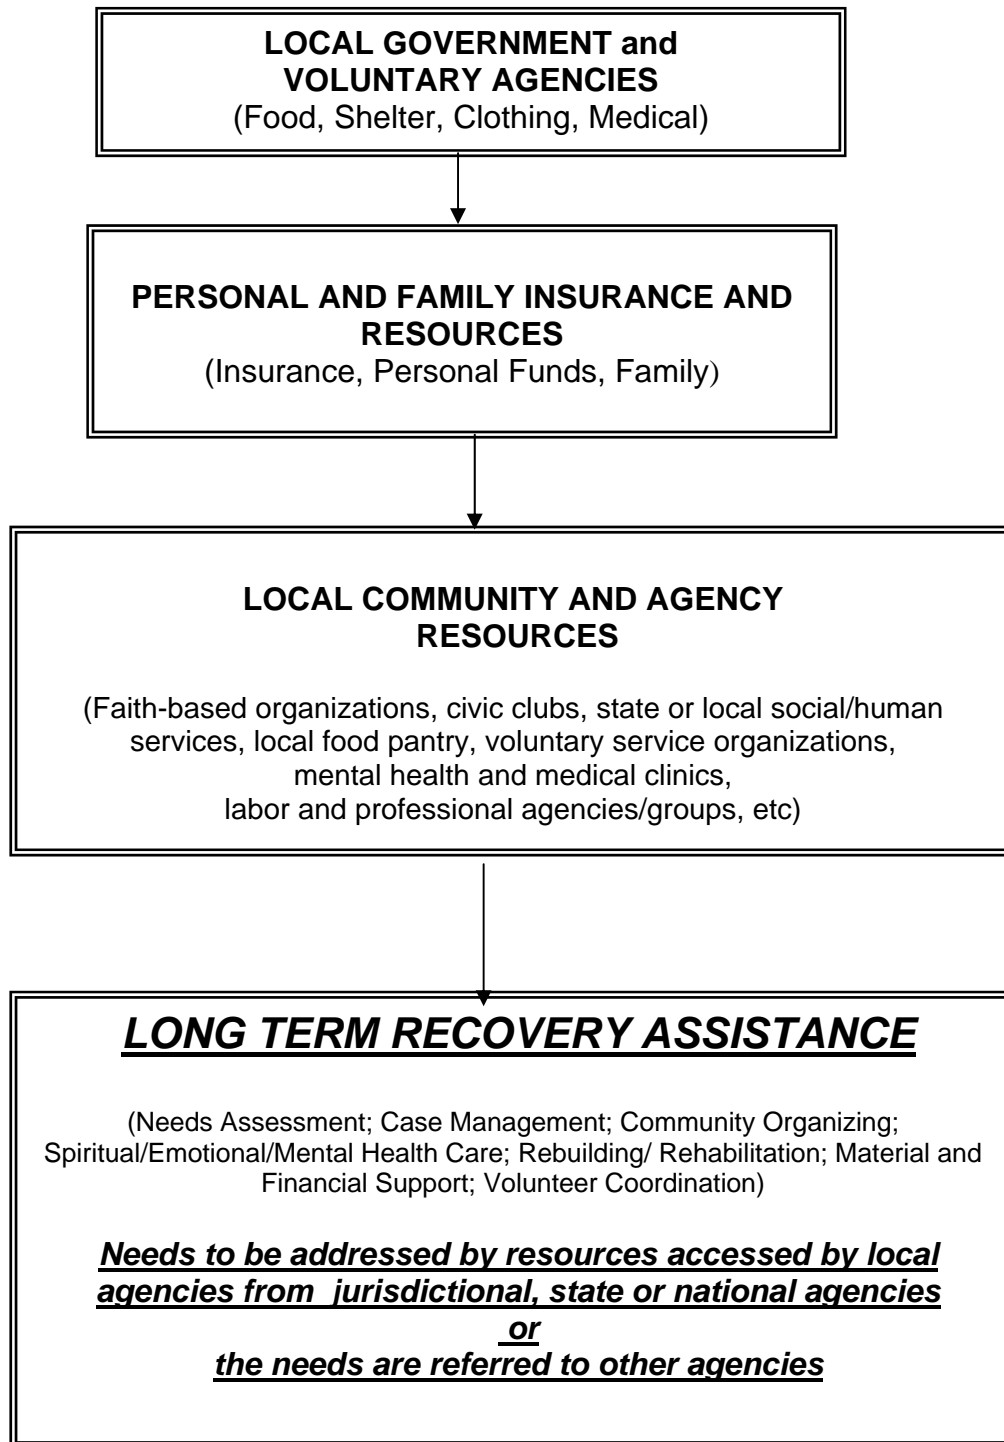 LOCAL GOVERNMENT and
VOLUNTARY AGENCIES
(Food, Shelter, Clothing, Medical)
PERSONAL AND FAMILY INSURANCE AND
RESOURCES
(Insurance, Personal Funds, Family)
LOCAL COMMUNITY AND AGENCY
RESOURCES
(Faith-based organizations, civic clubs, state or local social/human
services, local food pantry, voluntary service organizations,
mental health and medical clinics,
labor and professional agencies/groups, etc)
LONG TERM RECOVERY ASSISTANCE
(Needs Assessment; Case Management; Community Organizing;
Spiritual/Emotional/Mental Health Care; Rebuilding/ Rehabilitation; Material and
Financial Support; Volunteer Coordination)
Needs to be addressed by resources accessed by local
agencies from jurisdictional, state or national agencies
or
the needs are referred to other agencies